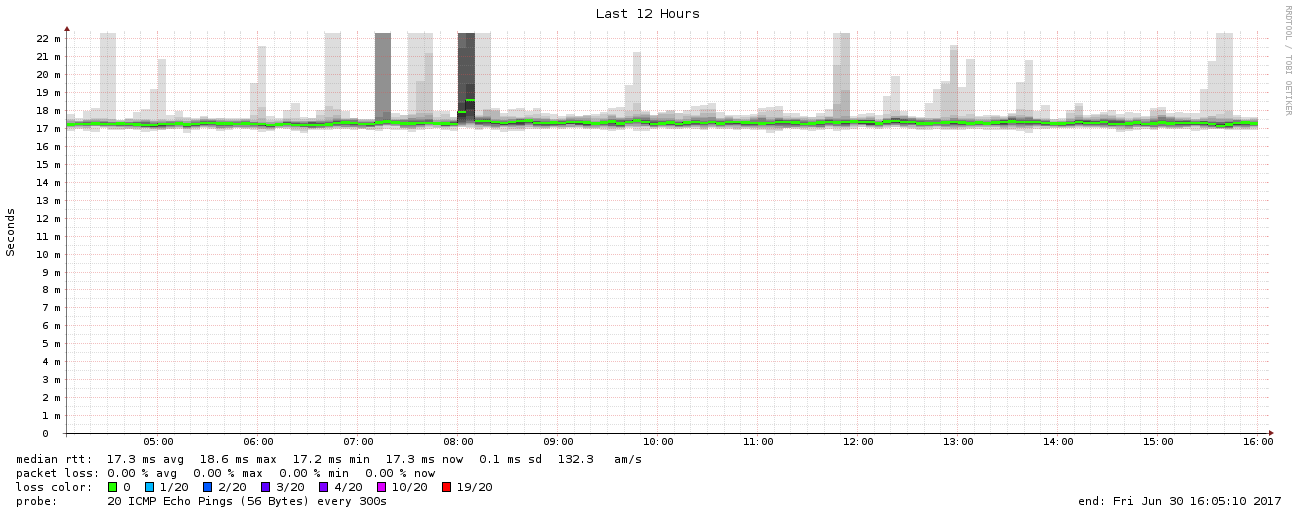 Last 12 Hours
RRDTOOL / TOBI OETIKER
22 m
21 m
20 m
19 m
18 m
17 m
16 m
15 m
14 m
13 m
12 m
11 m
10 m
9 m
8 m
7 m
6 m
5 m
4 m
3 m
2 m
1 m
0
Seconds
05:00 06:00 07:00 08:00 09:00 10:00 11:00 12:00 13:00 14:00 15:00 16:00
median rtt: 17.3 ms avg 18.6 ms max 17.2 ms min 17.3 ms now 0.1 ms sd 132.3 am/s
packet loss: 0.00 % avg 0.00 % max 0.00 % min 0.00 % now
loss color: 0 1/20 2/20 3/20 4/20 10/20 19/20
probe: 20 ICMP Echo Pings (56 Bytes) every 300s end: Fri Jun 30 16:05:10 2017